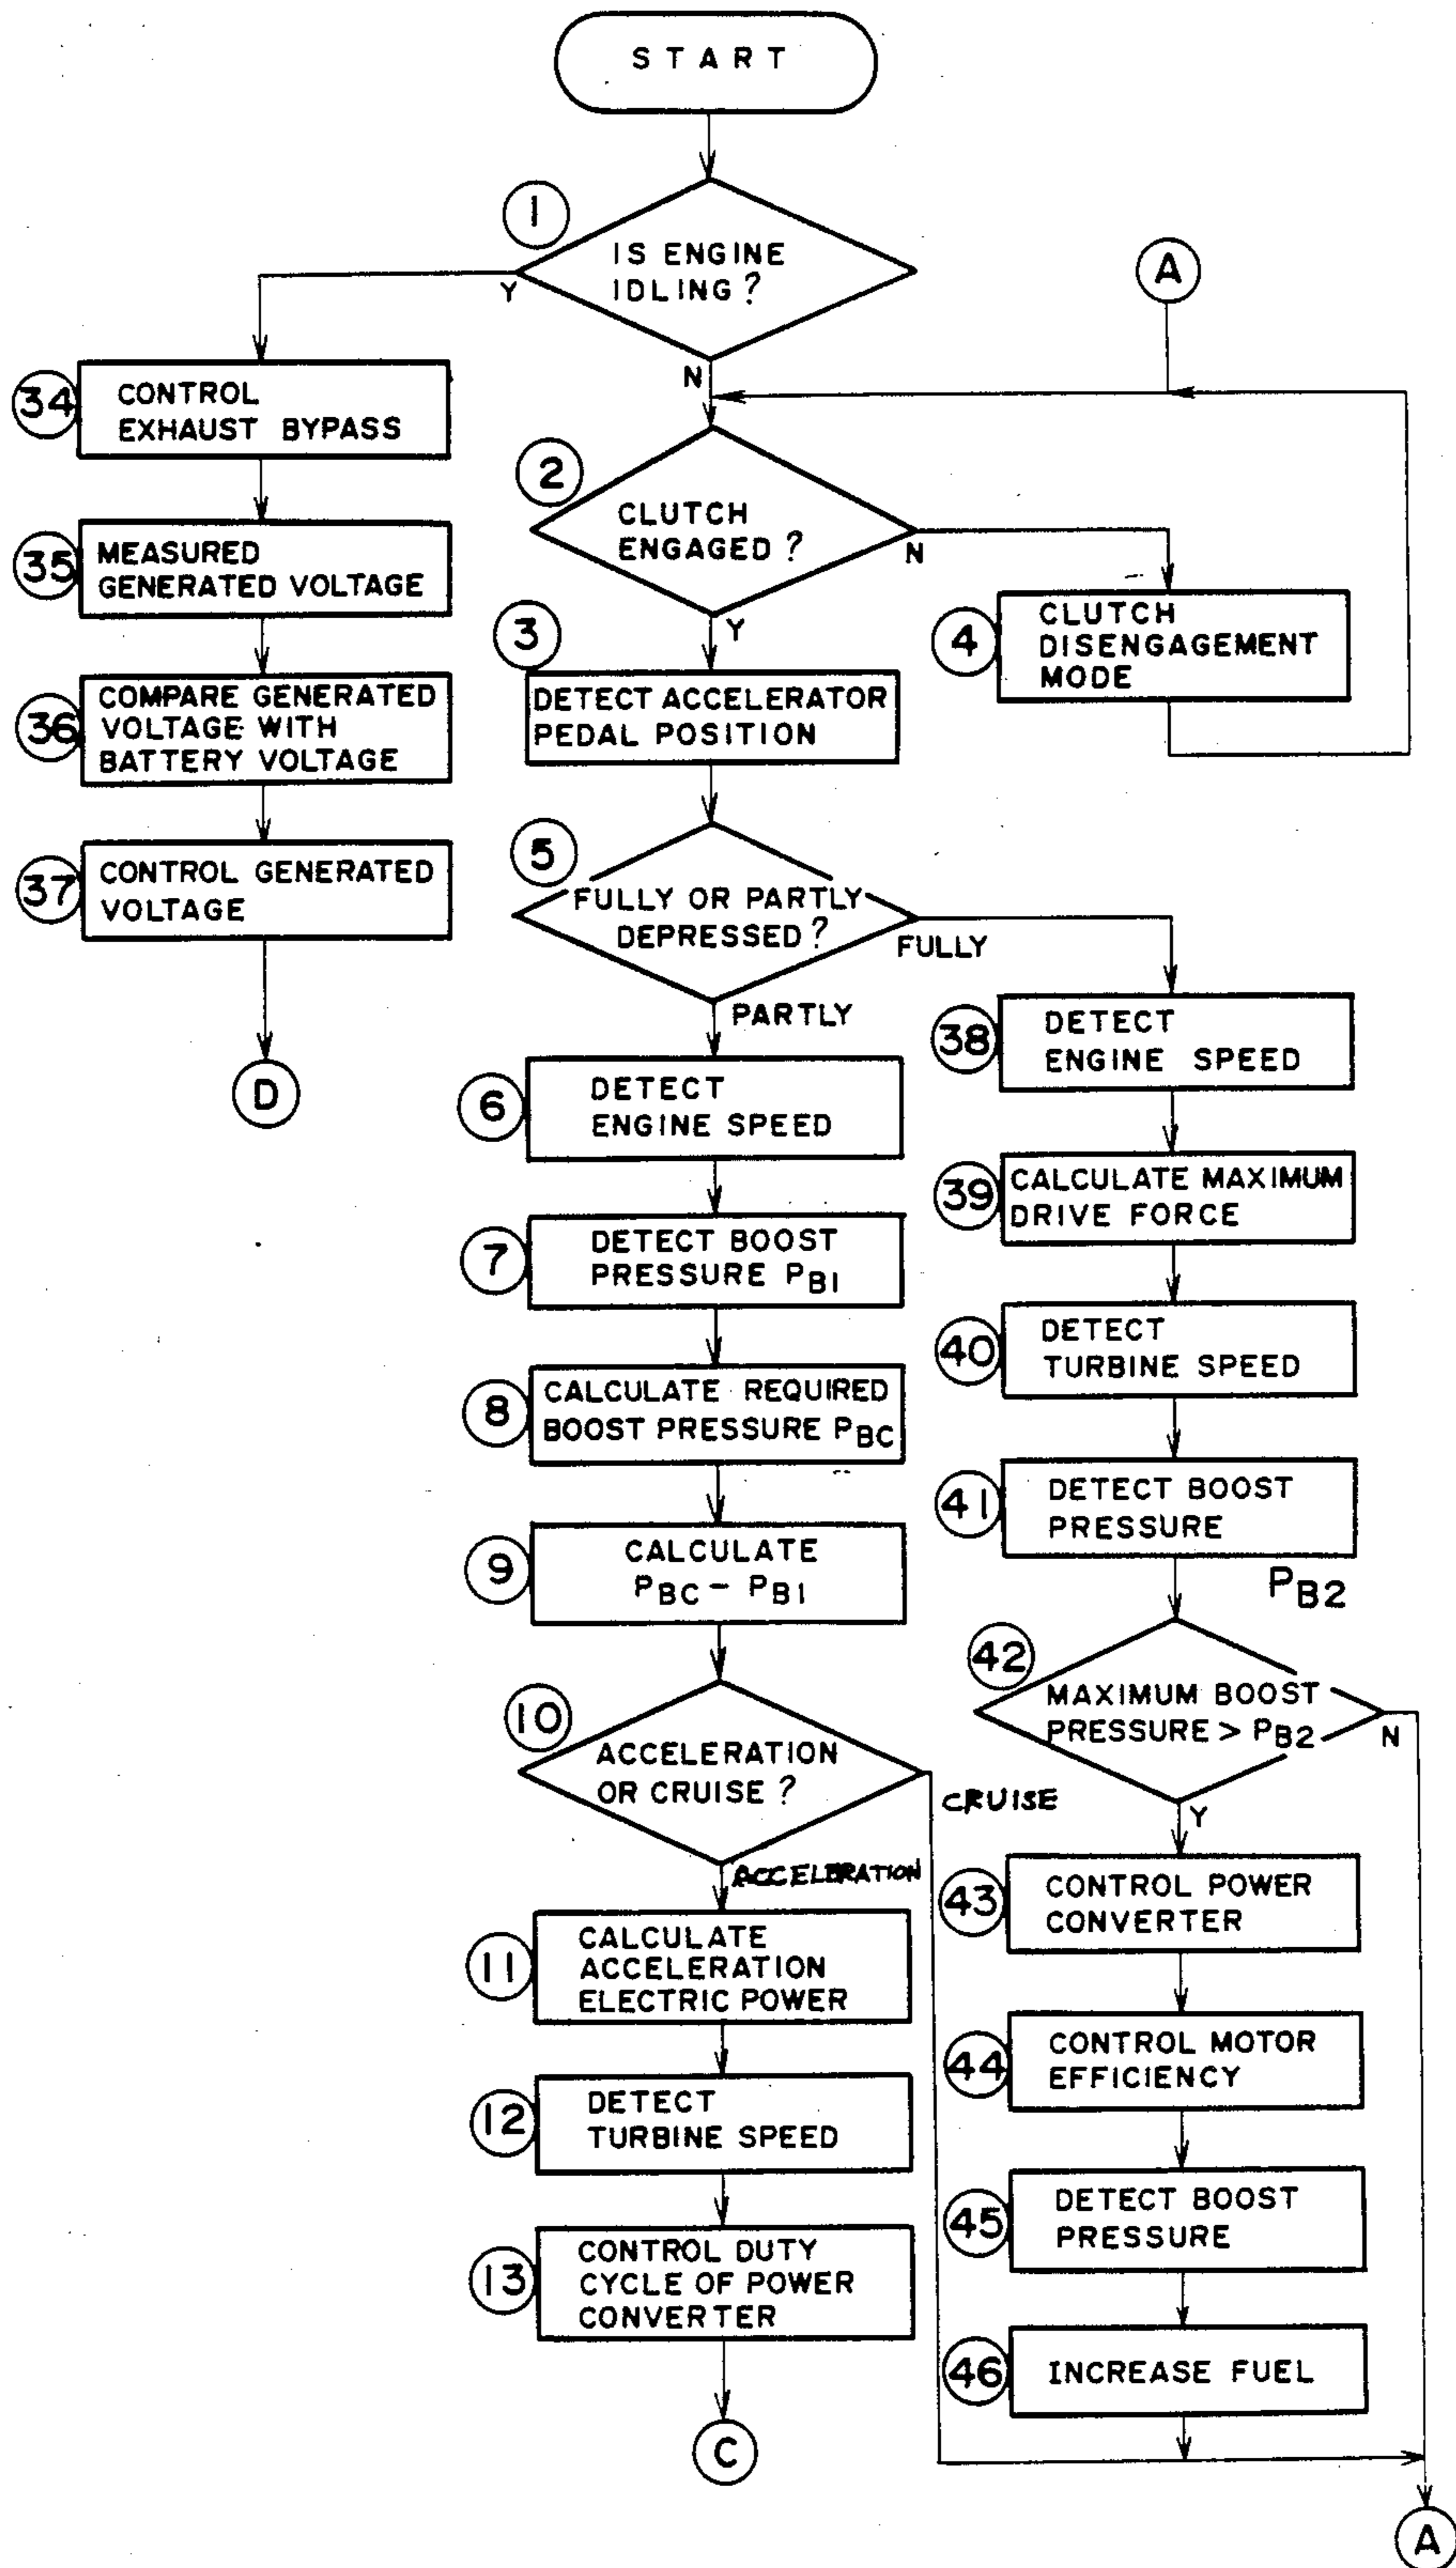 START
1
IS ENGINE
IDLING?
Y
N
A
34
CONTROL
EXHAUST BYPASS
2
CLUTCH
ENGAGED?
N
Y
35
MEASURED
GENERATED VOLTAGE
4
CLUTCH
DISENGAGEMENT
MODE
3
DETECT ACCELERATOR
PEDAL POSITION
36
COMPARE GENERATED
VOLTAGE WITH
BATTERY VOLTAGE
37
CONTROL GENERATED
VOLTAGE
D
5
FULLY OR PARTLY
DEPRESSED?
FULLY
PARTLY
6
DETECT
ENGINE SPEED
7
DETECT BOOST
PRESSURE PB1
8
CALCULATE REQUIRED
BOOST PRESSURE PBC
9
CALCULATE
PBC - PB1
10
ACCELERATION
OR CRUISE?
CRUISE
ACCELERATION
11
CALCULATE
ACCELERATION
ELECTRIC POWER
12
DETECT
TURBINE SPEED
13
CONTROL DUTY
CYCLE OF POWER
CONVERTER
C
38
DETECT
ENGINE SPEED
39
CALCULATE MAXIMUM
DRIVE FORCE
40
DETECT
TURBINE SPEED
41
DETECT BOOST
PRESSURE
PB2
42
MAXIMUM BOOST
PRESSURE > PB2
N
Y
43
CONTROL POWER
CONVERTER
44
CONTROL MOTOR
EFFICIENCY
45
DETECT BOOST
PRESSURE
46
INCREASE FUEL
A